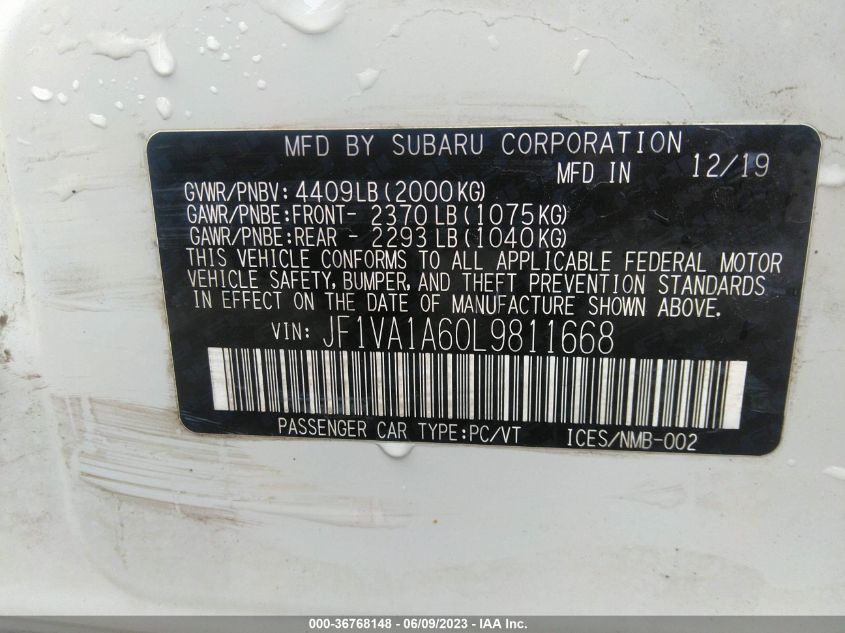 MFD BY SUBARU CORPORATION
MFD IN 12/19
GVWR/PNBV: 4409LB(2000KG)
GAWR/PNBE:FRONT- 2370LB(1075KG)
GAWR/PNBE:REAR - 2293LB(1040KG)
THIS VEHICLE CONFORMS TO ALL APPLICABLE FEDERAL MOTOR
VEHICLE SAFETY, BUMPER, AND THEFT PREVENTION STANDARDS
IN EFFECT ON THE DATE OF MANUFACTURE SHOWN ABOVE.
VIN: JF1VA1A60L9811668
PASSENGER CAR TYPE:PC/VT ICES/NMB-002
000-36768148 - 06/09/2023 - IAA Inc.